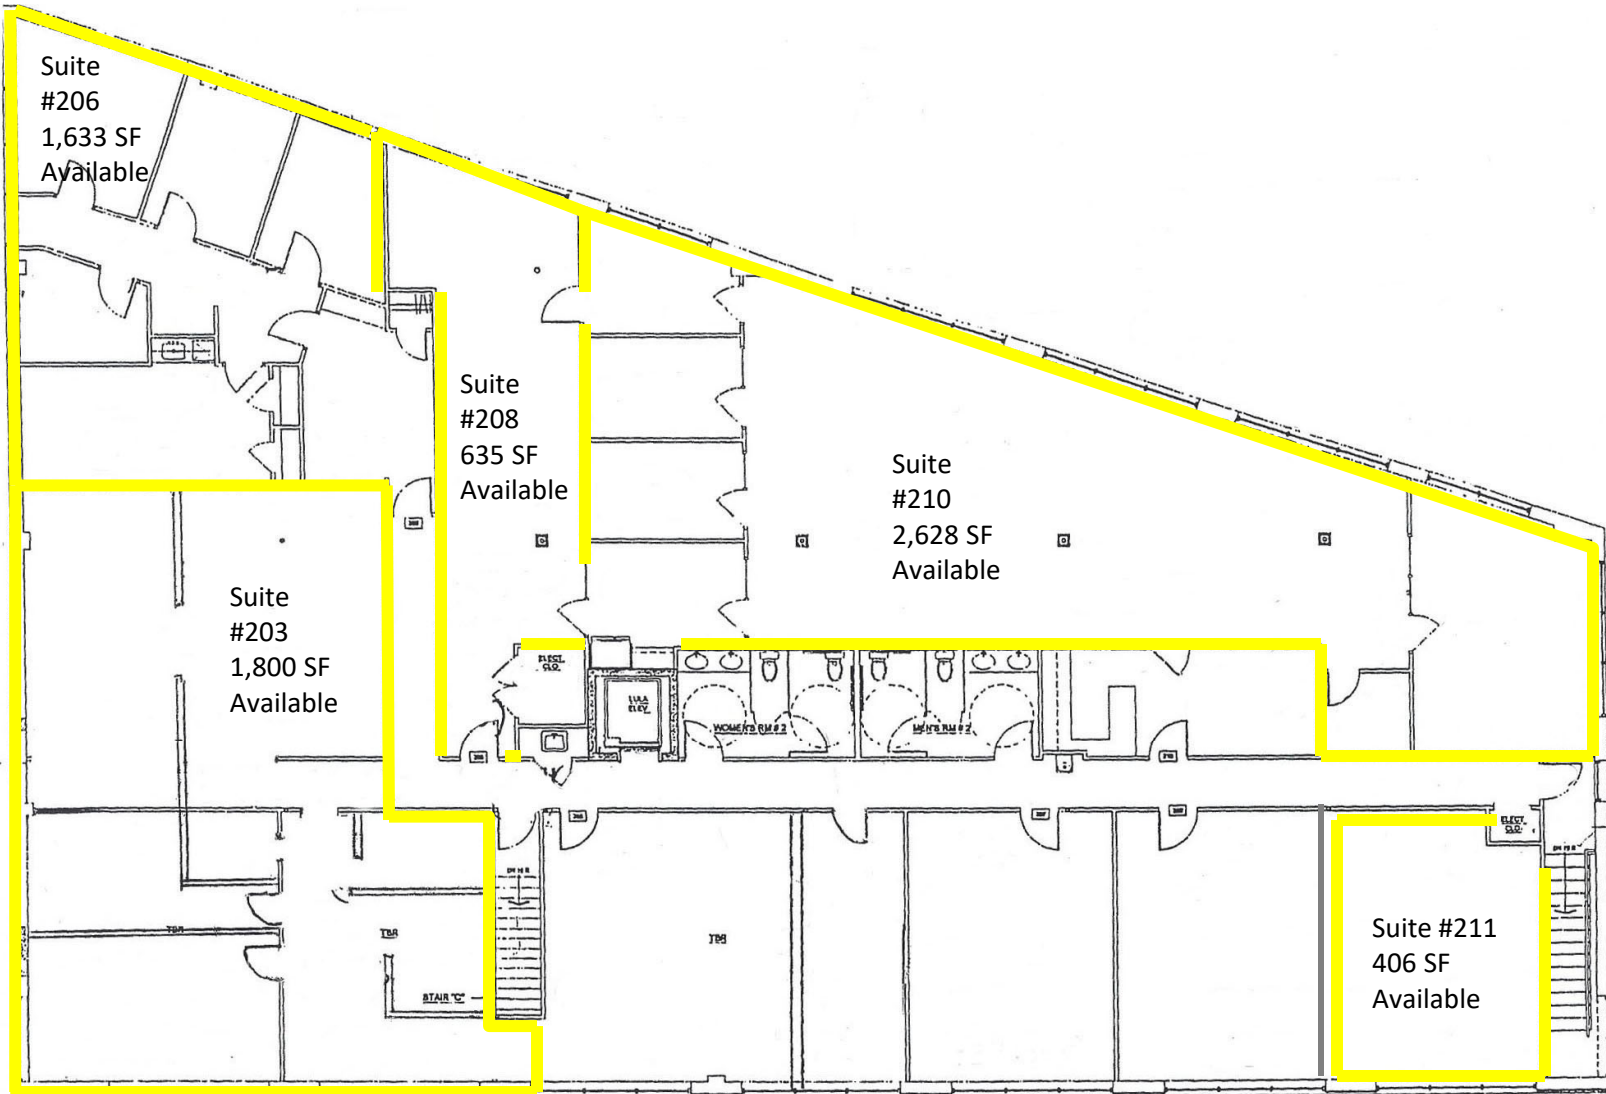 Suite
#206
1,633 SF
Available
Suite
#208
635 SF
Available
Suite
#210
2,628 SF
Available
Suite
#203
1,800 SF
Available
ELECT
CLO
LULA
ELEV
WOMEN'S RM # 2
MEN'S RM # 2
ELECT
CLO
TBR
TBR
STAIR "C"
Suite #211
406 SF
Available